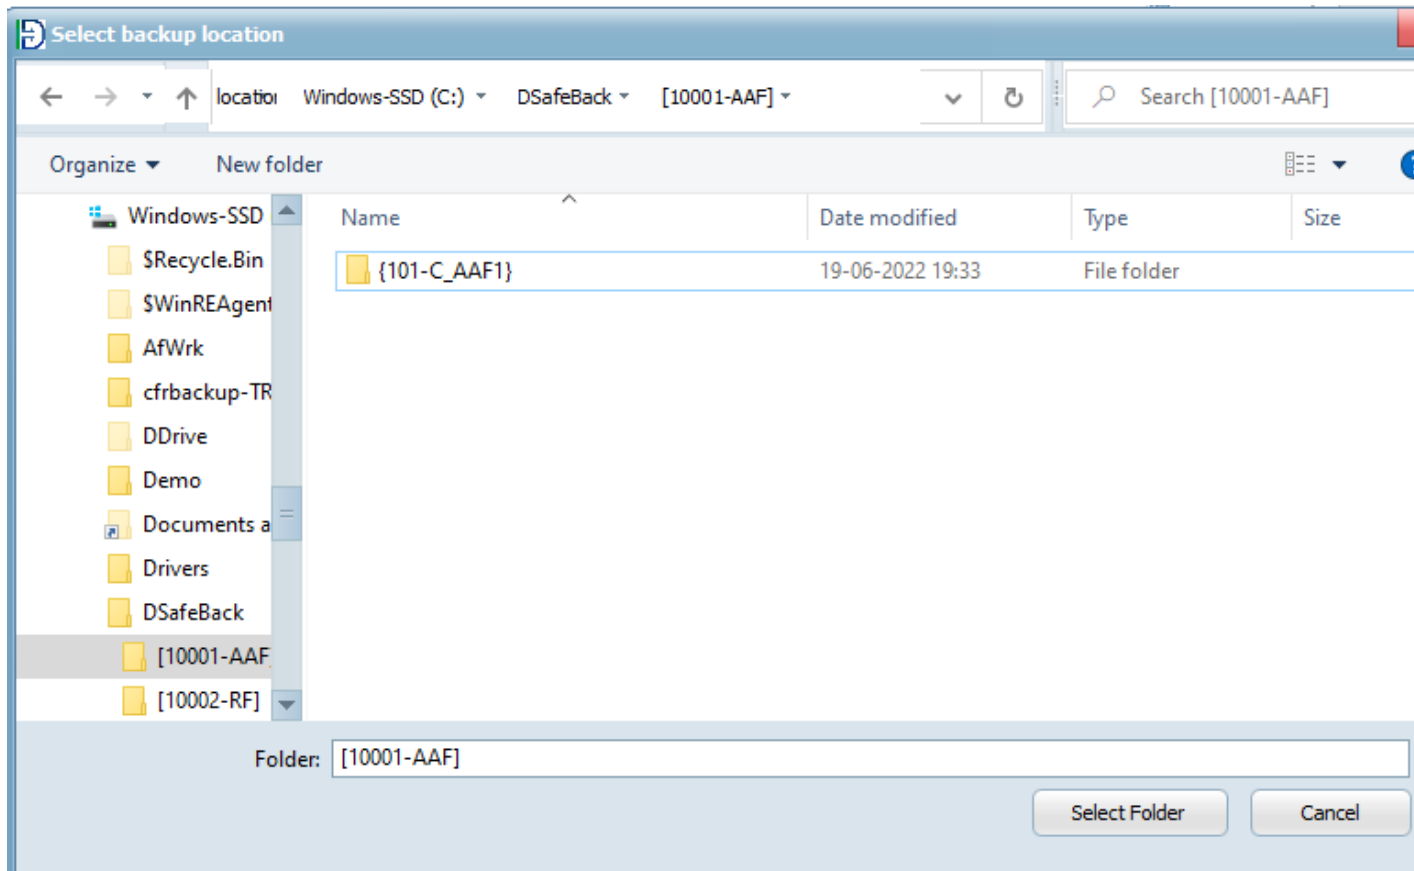 Select backup location
location Windows-SSD (C:) DSafeBack [10001-AAF] Search [10001-AAF]
Organize New folder
Windows-SSD
$Recycle.Bin
$WinREAgent
AfWrk
cfrbackup-TR
DDrive
Demo
Documents a
Drivers
DSafeBack
[10001-AAF]
[10002-RF]
Name Date modified Type Size
{101-C_AAF1} 19-06-2022 19:33 File folder
Folder: [10001-AAF]
Select Folder Cancel